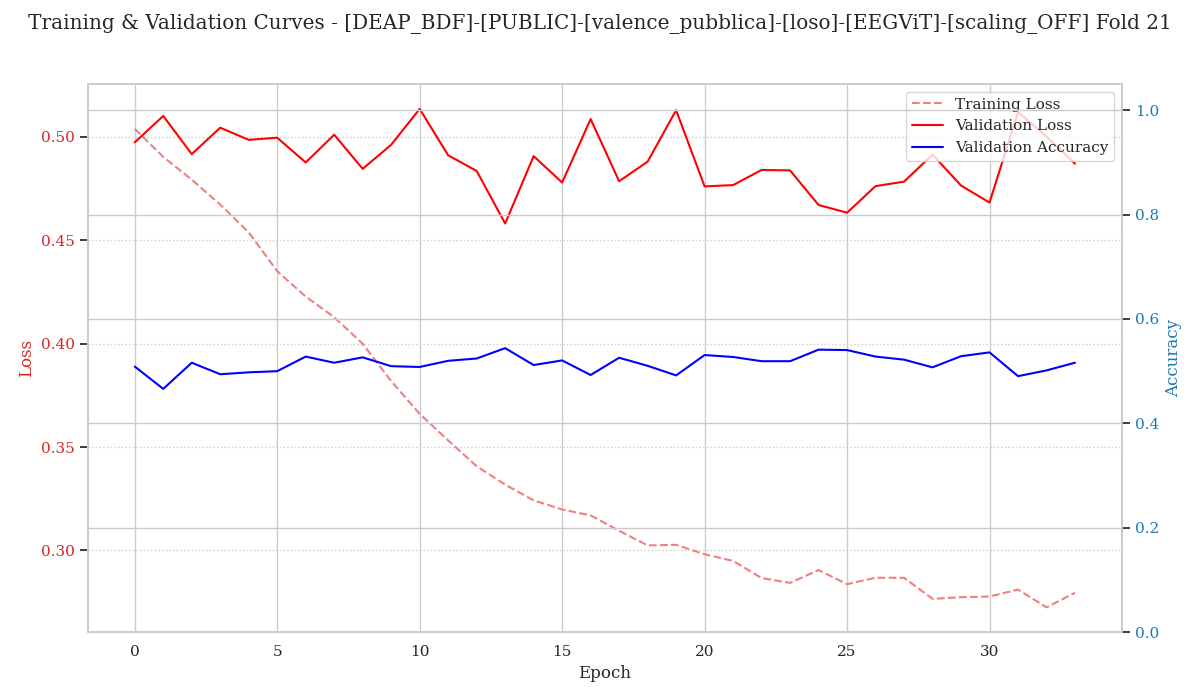 Training & Validation Curves - [DEAP_BDF]-[PUBLIC]-[valence_pubblica]-[loso]-[EEGViT]-[scaling_OFF] Fold 21
Training Loss
Validation Loss
Validation Accuracy
Loss
0.50
0.45
0.40
0.35
0.30
1.0
0.8
0.6
0.4
0.2
0.0
Accuracy
0 5 10 15 20 25 30
Epoch